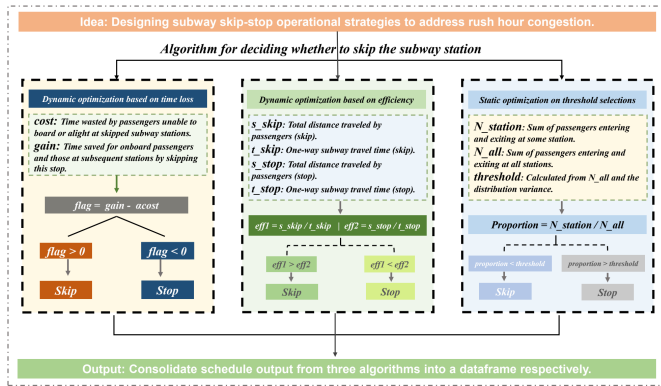 Idea: Designing subway skip-stop operational strategies to address rush hour congestion.
Algorithm for deciding whether to skip the subway station
Dynamic optimization based on time loss
cost: Time wasted by passengers unable to
board or alight at skipped subway stations.
gain: Time saved for onboard passengers
and those at subsequent stations by skipping
this stop.
flag = gain - acost
flag > 0
flag < 0
Skip
Stop
Dynamic optimization based on efficiency
s_skip: Total distance traveled by
passengers (skip).
t_skip: One-way subway travel time (skip).
s_stop: Total distance traveled by
passengers (stop).
t_stop: One-way subway travel time (stop).
eff1 = s_skip / t_skip | eff2 = s_stop / t_stop
eff1 > eff2
eff1 < eff2
Skip
Stop
Static optimization on threshold selections
N_station: Sum of passengers entering
and exiting at some station.
N_all: Sum of passengers entering and
exiting at all stations.
threshold: Calculated from N_all and the
distribution variance.
Proportion = N_station / N_all
proportion < threshold
proportion > threshold
Skip
Stop
Output: Consolidate schedule output from three algorithms into a dataframe respectively.